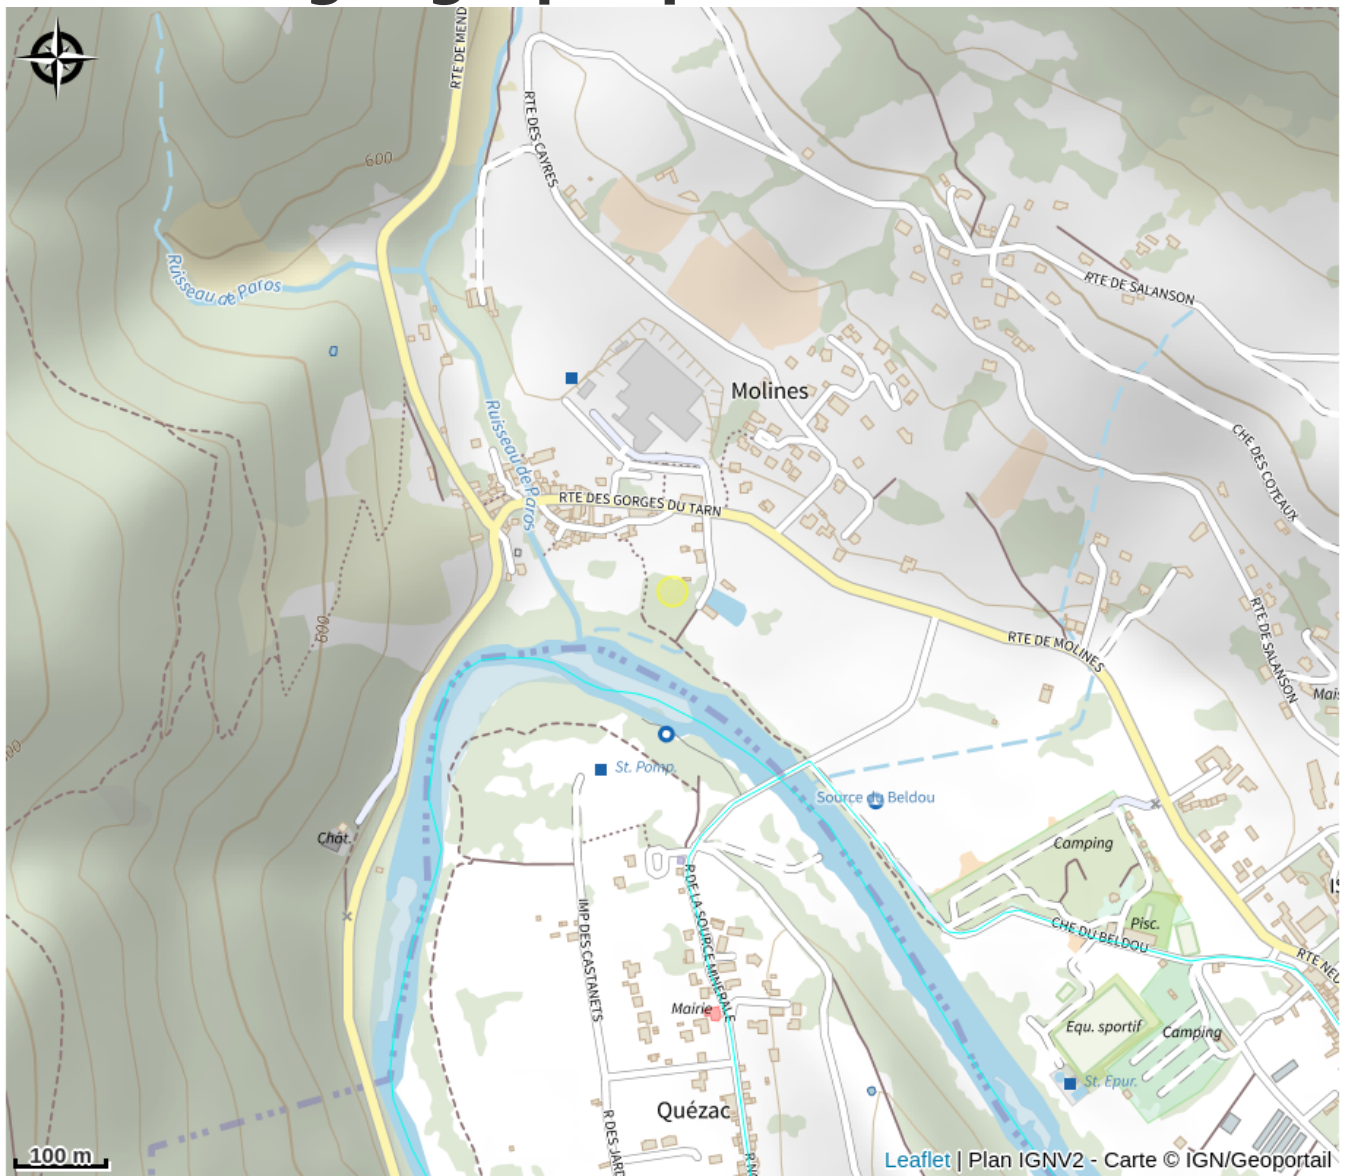 RTE DE MEND
600
RTE DES CAYRES
Ruisseau de Paros
RTE DE SALANSON
Molines
Ruisseau de Paros
CHE DES COTEAUX
RTE DES GORGES DU TARN
600
RTE DE MOLINES
RTE DE SALANSON
Mais
00
St. Pomp.
Source du Beldou
Chât.
Camping
IS
R DE LA SOURCE MINERALE
IMP DES CASTANETS
Pisc.
CHE DU BELDOU
RTE NEU
Mairie
Equ. sportif
Camping
St. Epur.
Quézac
R DES JARD
R N
100 m
Leaflet | Plan IGNV2 - Carte © IGN/Geoportail